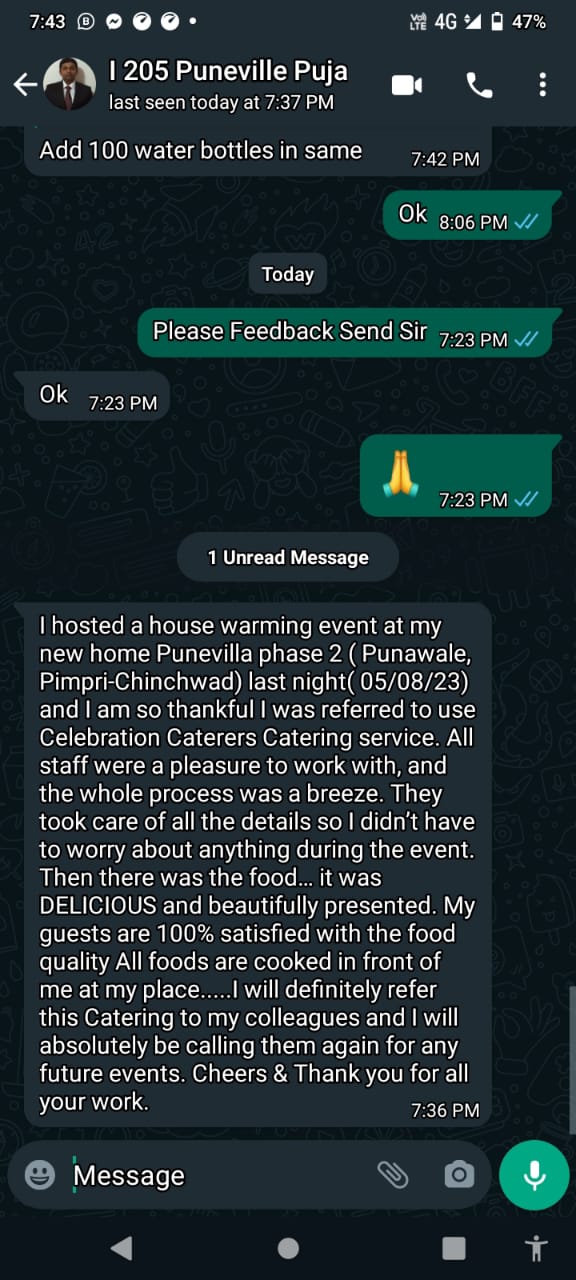 7:43
Vo) LTE 4G 47%
I 205 Puneville Puja
last seen today at 7:37 PM
Add 100 water bottles in same 7:42 PM
Ok 8:06 PM
Today
Please Feedback Send Sir 7:23 PM
Ok 7:23 PM
7:23 PM
1 Unread Message
I hosted a house warming event at my
new home Punevilla phase 2 ( Punawale,
Pimpri-Chinchwad) last night( 05/08/23)
and I am so thankful I was referred to use
Celebration Caterers Catering service. All
staff were a pleasure to work with, and
the whole process was a breeze. They
took care of all the details so I didn’t have
to worry about anything during the event.
Then there was the food… it was
DELICIOUS and beautifully presented. My
guests are 100% satisfied with the food
quality All foods are cooked in front of
me at my place.....I will definitely refer
this Catering to my colleagues and I will
absolutely be calling them again for any
future events. Cheers & Thank you for all
your work. 7:36 PM
Message